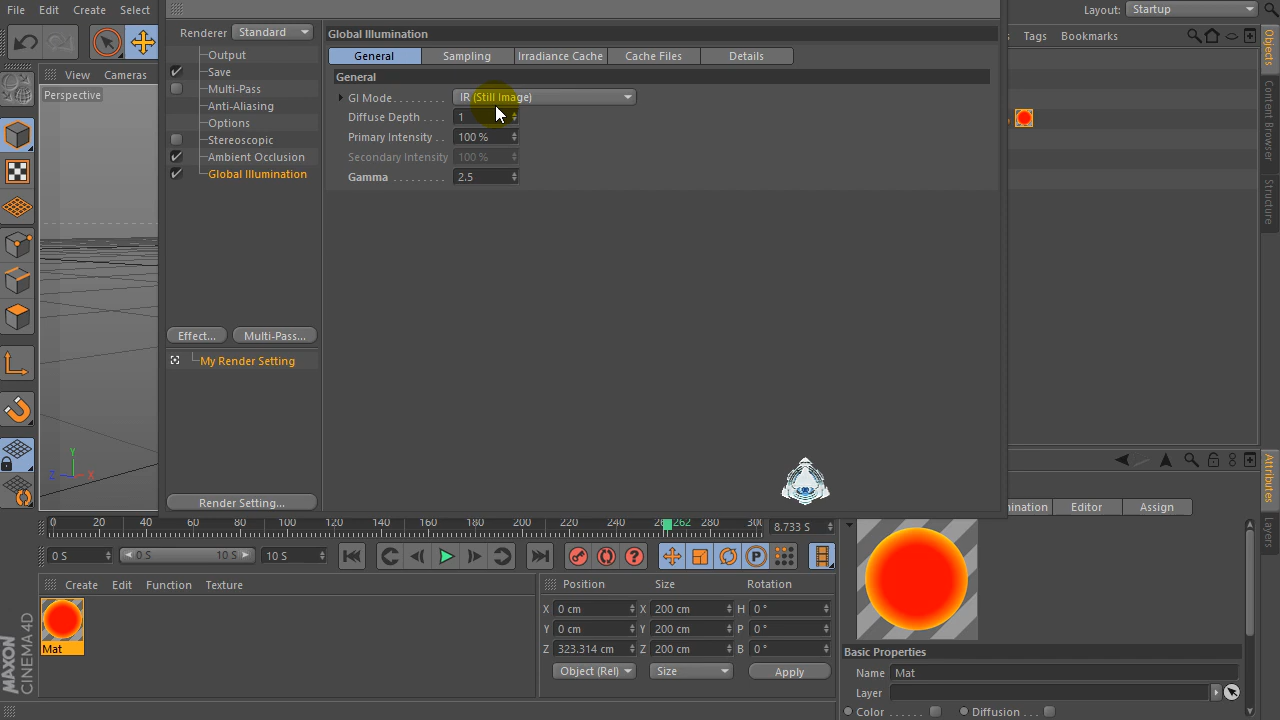 File Edit Create Select
Layout: Startup
View Cameras
Perspective
Renderer Standard
Output
Save
Multi-Pass
Anti-Aliasing
Options
Stereoscopic
Ambient Occlusion
Global Illumination
Effect... Multi-Pass...
My Render Setting
Render Setting...
Global Illumination
General Sampling Irradiance Cache Cache Files Details
General
GI Mode......... IR (Still Image)
Diffuse Depth .... 1
Primary Intensity .. 100 %
Secondary Intensity 100 %
Gamma ......... 2.5
Tags Bookmarks
Objects
Content Browser
Structure
Attributes
Layers
Y
Z X
0 20 40 60 80 100 120 140 160 180 200 220 240 262 280
8.733 S
0 S 0 S 10 S 10 S
P
Create Edit Function Texture
Mat
Position Size Rotation
X 0 cm X 200 cm H 0 °
Y 0 cm Y 200 cm P 0 °
Z 323.314 cm Z 200 cm B 0 °
Object (Rel) Size Apply
Editor Assign
Basic Properties
Name Mat
Layer
Color ...... Diffusion ...
MAXON
CINEMA 4D